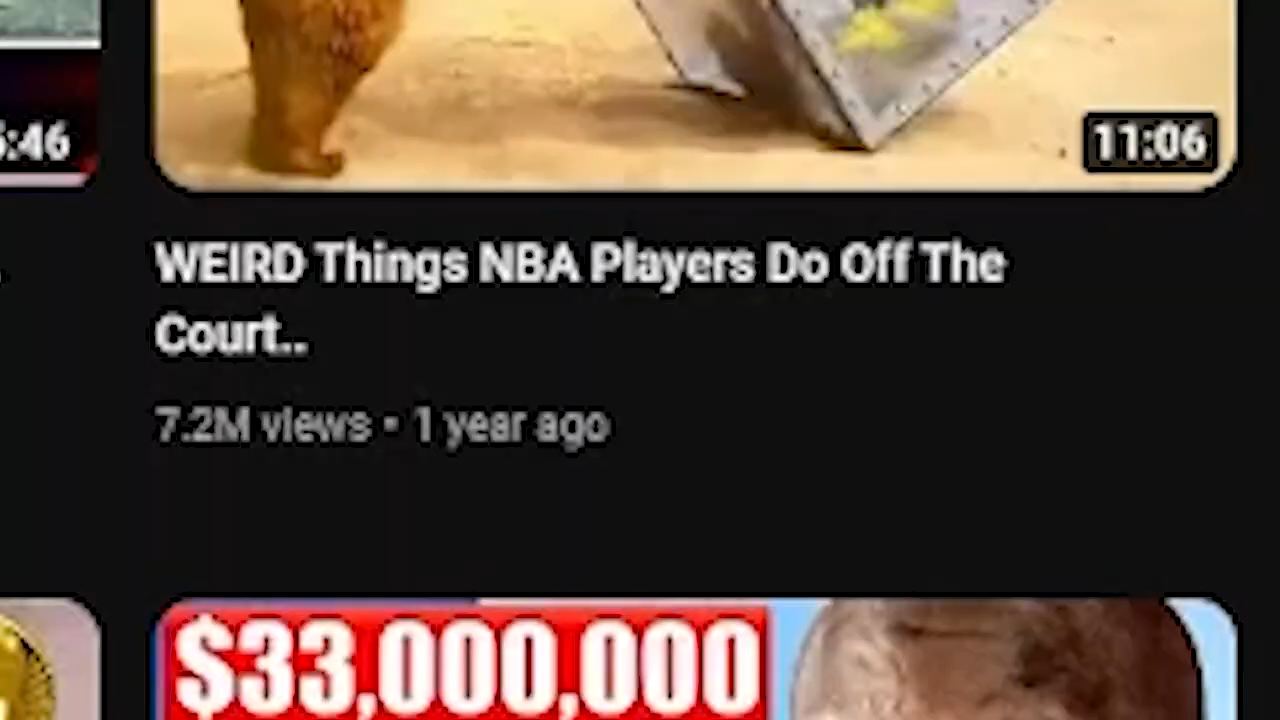 :46
11:06
WEIRD Things NBA Players Do Off The
Court..
7.2M views • 1 year ago
$33,000,000